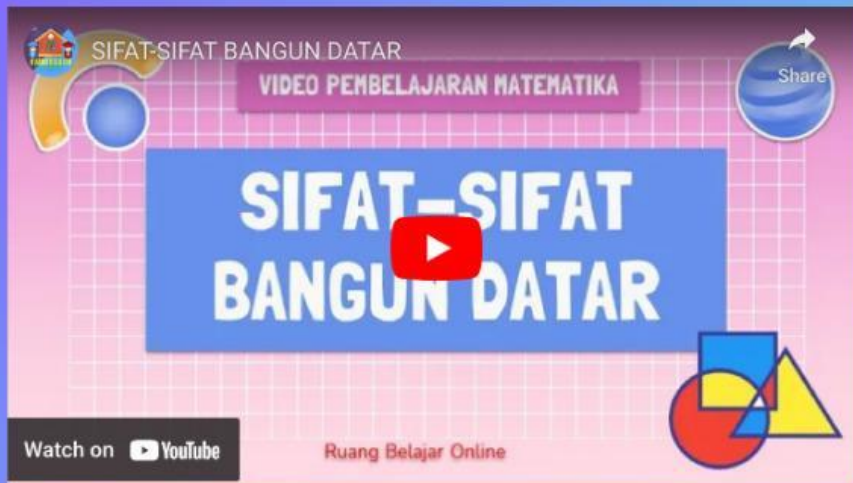 SIFAT-SIFAT BANGUN DATAR
Share
VIDEO PEMBELAJARAN MATEMATIKA
SIFAT-SIFAT
BANGUN DATAR
Watch on YouTube
Ruang Belajar Online